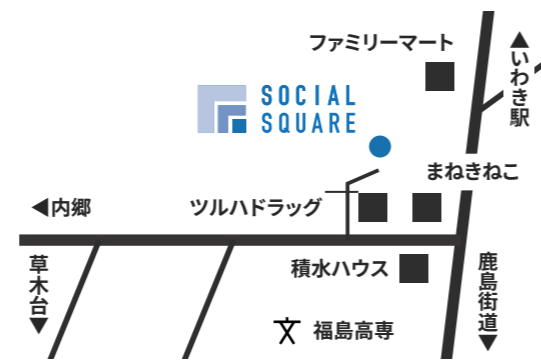 ファミリーマート
▲いわき駅
SOCIAL
SQUARE
まねきねこ
◀内郷
ツルハドラッグ
草木台▼
積水ハウス
鹿島街道▼
文 福島高専